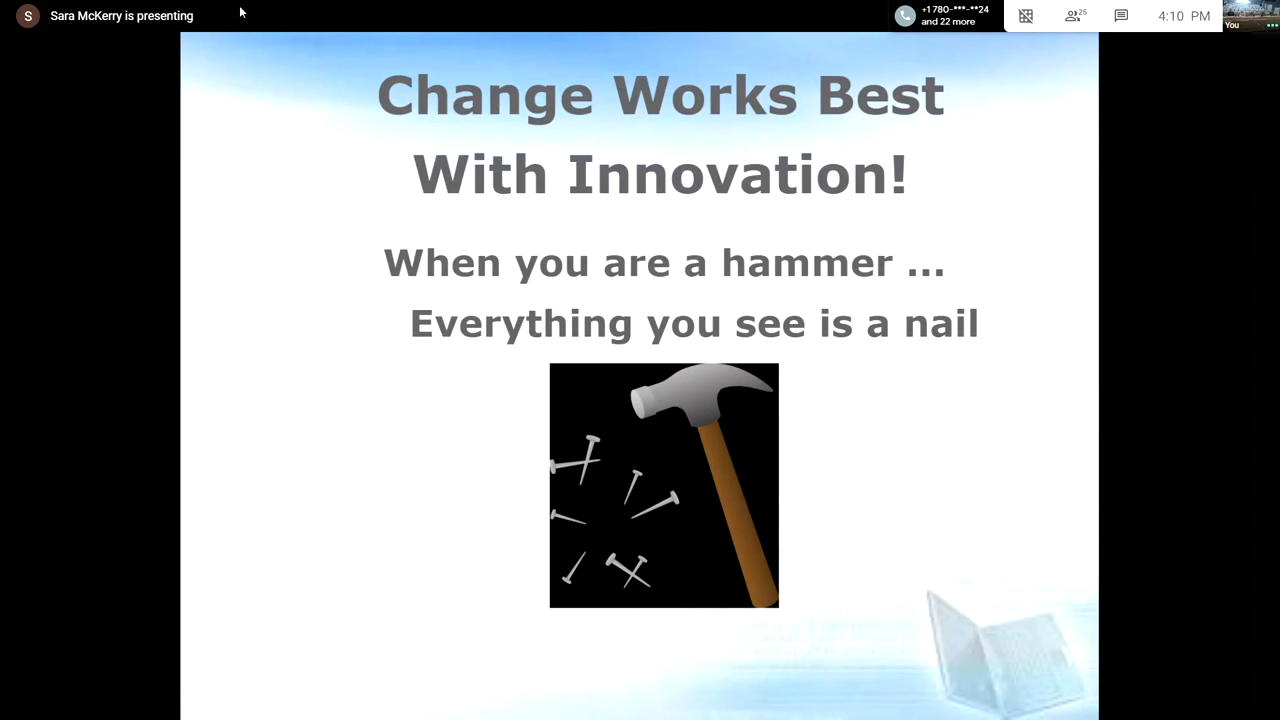 S Sara McKerry is presenting
+1 780-***-**24
and 22 more
25
4:10 PM
You
Change Works Best
With Innovation!
When you are a hammer ...
Everything you see is a nail